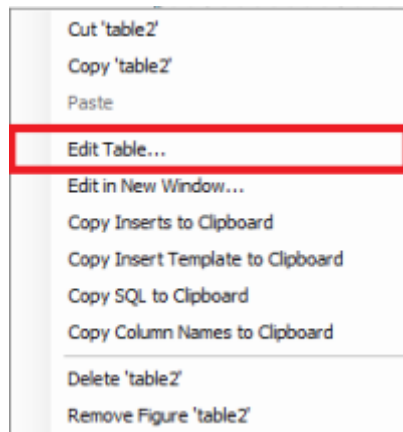 Cut 'table2'
Copy 'table2'
Paste
Edit Table...
Edit in New Window...
Copy Inserts to Clipboard
Copy Insert Template to Clipboard
Copy SQL to Clipboard
Copy Column Names to Clipboard
Delete 'table2'
Remove Figure 'table2'